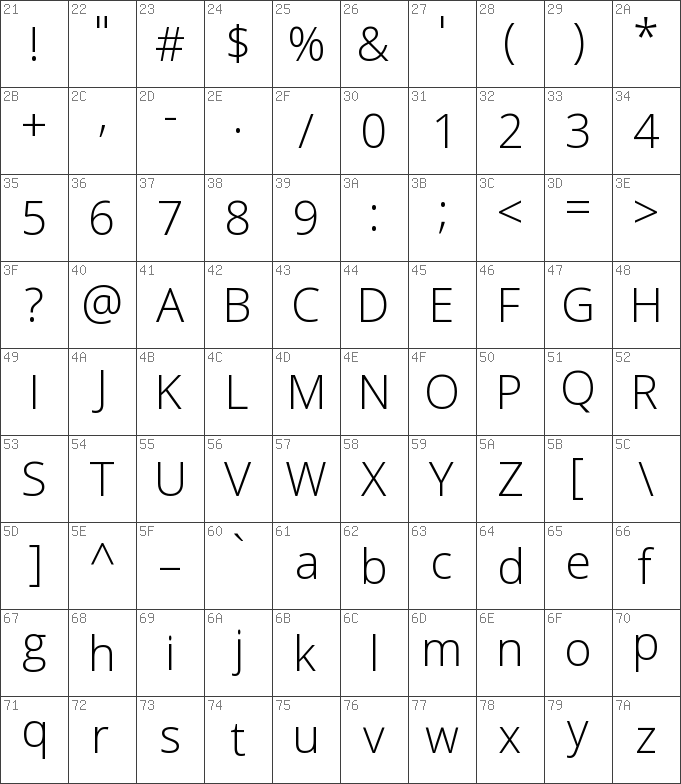 21 22 23 24 25 26 27 28 29 2A
! " # $ % & ' ( ) *
2B 2C 2D 2E 2F 30 31 32 33 34
+ , - . / 0 1 2 3 4
35 36 37 38 39 3A 3B 3C 3D 3E
5 6 7 8 9 : ; < = >
3F 40 41 42 43 44 45 46 47 48
? @ A B C D E F G H
49 4A 4B 4C 4D 4E 4F 50 51 52
I J K L M N O P Q R
53 54 55 56 57 58 59 5A 5B 5C
S T U V W X Y Z [ \
5D 5E 5F 60 61 62 63 64 65 66
] ^ _ ` a b c d e f
67 68 69 6A 6B 6C 6D 6E 6F 70
g h i j k l m n o p
71 72 73 74 75 76 77 78 79 7A
q r s t u v w x y z